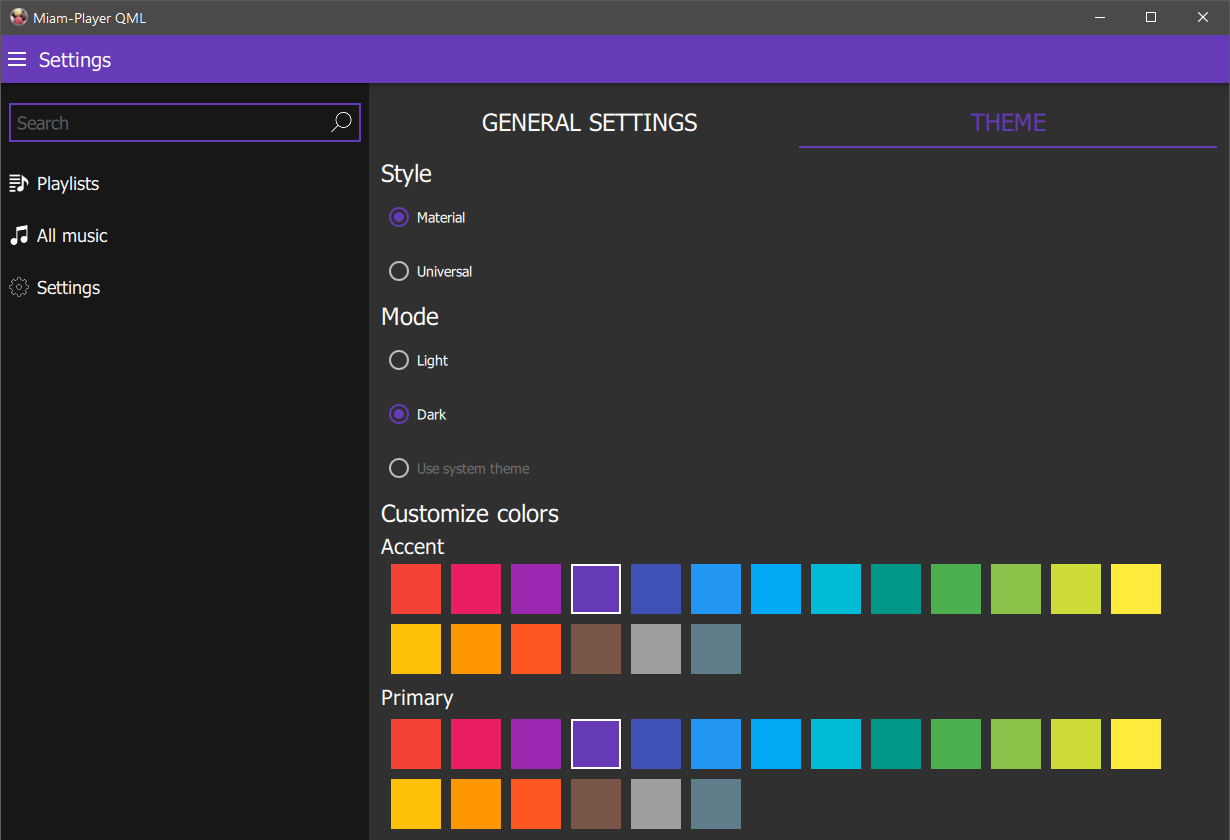 Miam-Player QML
Settings
Search
Playlists
All music
Settings
GENERAL SETTINGS
THEME
Style
Material
Universal
Mode
Light
Dark
Use system theme
Customize colors
Accent
Primary